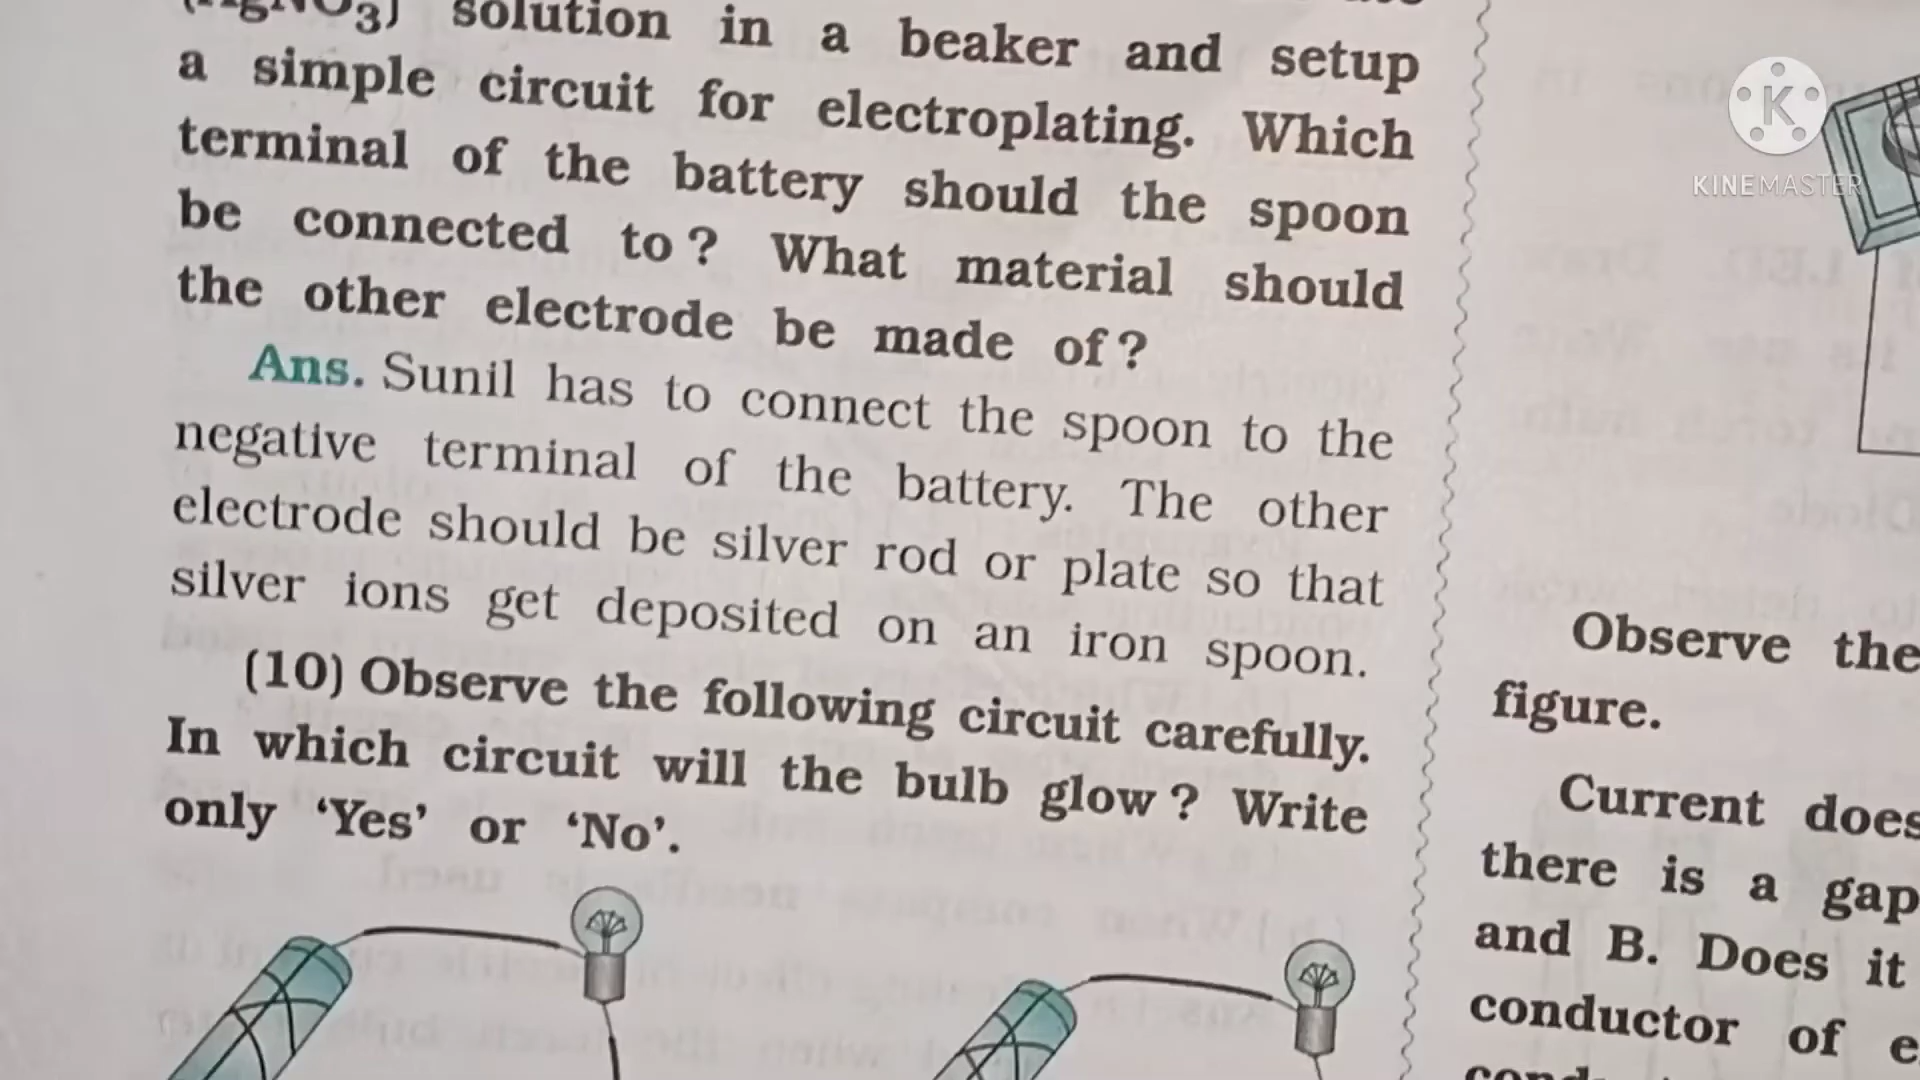 (AgNO3) solution in a beaker and setup
a simple circuit for electroplating. Which
terminal of the battery should the spoon
be connected to ? What material should
the other electrode be made of ?
Ans. Sunil has to connect the spoon to the
negative terminal of the battery. The other
electrode should be silver rod or plate so that
silver ions get deposited on an iron spoon.
(10) Observe the following circuit carefully.
In which circuit will the bulb glow ? Write
only ‘Yes’ or ‘No’.
K
KINEMASTER
Observe the
figure.
Current does
there is a gap
and B. Does it
conductor of